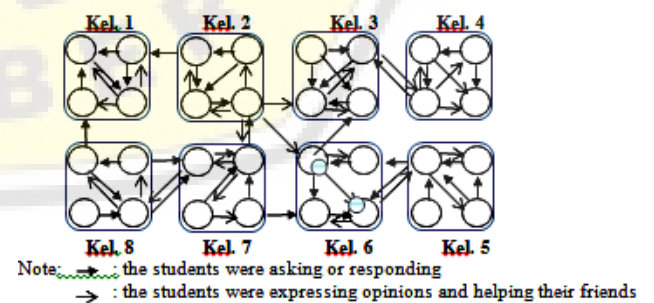 Kel. 1 Kel. 2 Kel. 3 Kel. 4
Kel. 8 Kel. 7 Kel. 6 Kel. 5
Note: : the students were asking or responding
: the students were expressing opinions and helping their friends